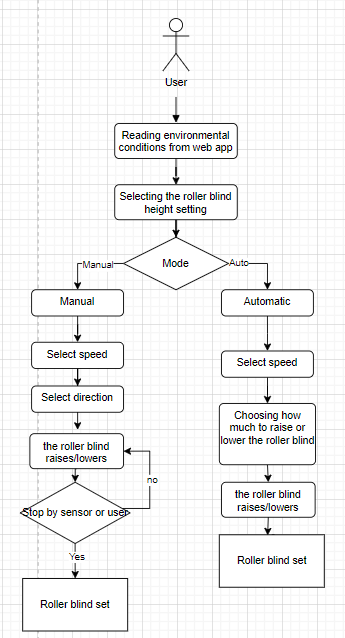 User
Reading environmental
conditions from web app
Selecting the roller blind
height setting
Mode
Manual
Auto
Manual
Select speed
Select direction
the roller blind
raises/lowers
no
Stop by sensor or user
Yes
Roller blind set
Automatic
Select speed
Choosing how
much to raise or
lower the roller blind
the roller blind
raises/lowers
Roller blind set